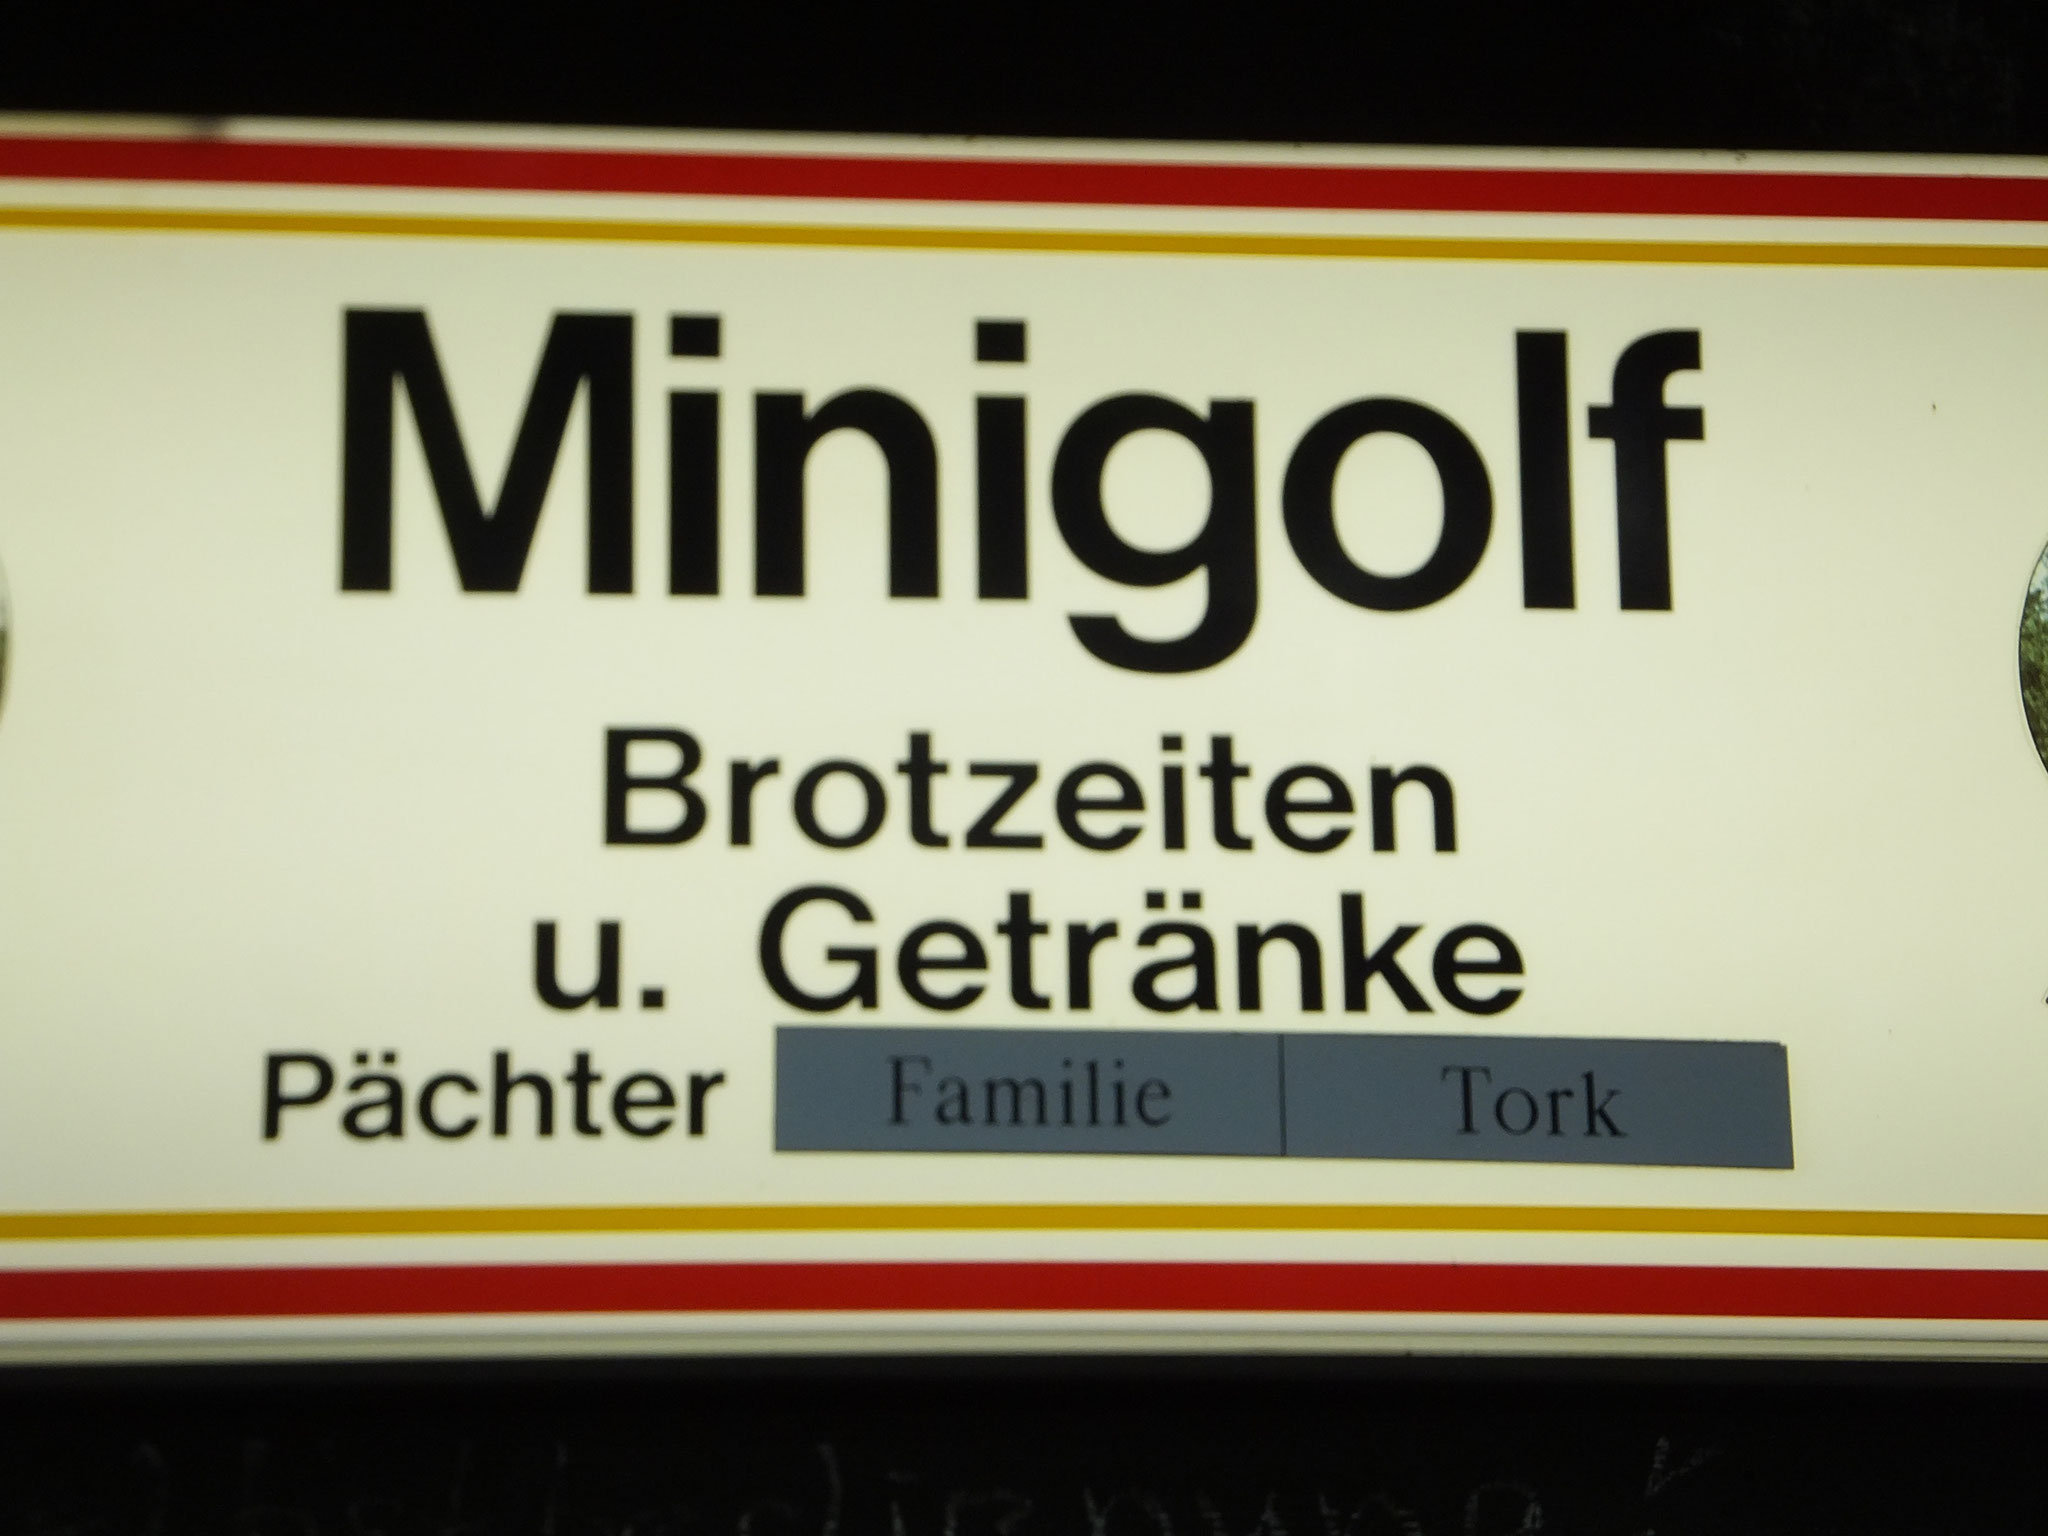 Minigolf
Brotzeiten
u. Getränke
Pächter Familie Tork